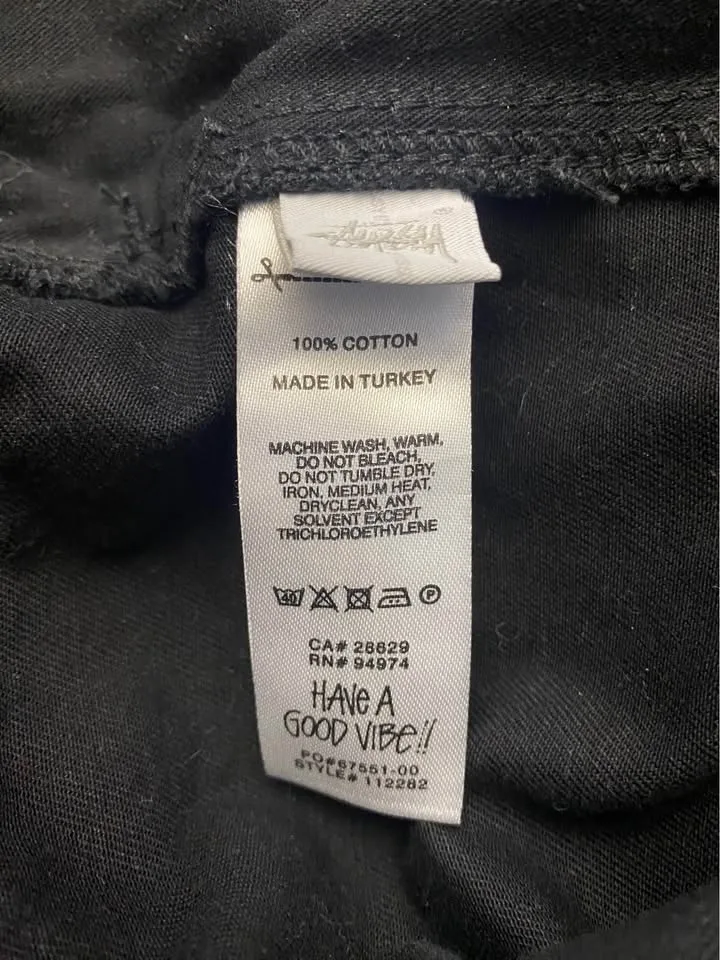 100% COTTON
MADE IN TURKEY
MACHINE WASH, WARM,
DO NOT BLEACH,
DO NOT TUMBLE DRY,
IRON, MEDIUM HEAT,
DRYCLEAN, ANY
SOLVENT EXCEPT
TRICHLOROETHYLENE
40 P
CA# 28629
RN# 94974
HAVE A
GOOD VIBE!!
PO#67551-00
STYLE# 112282